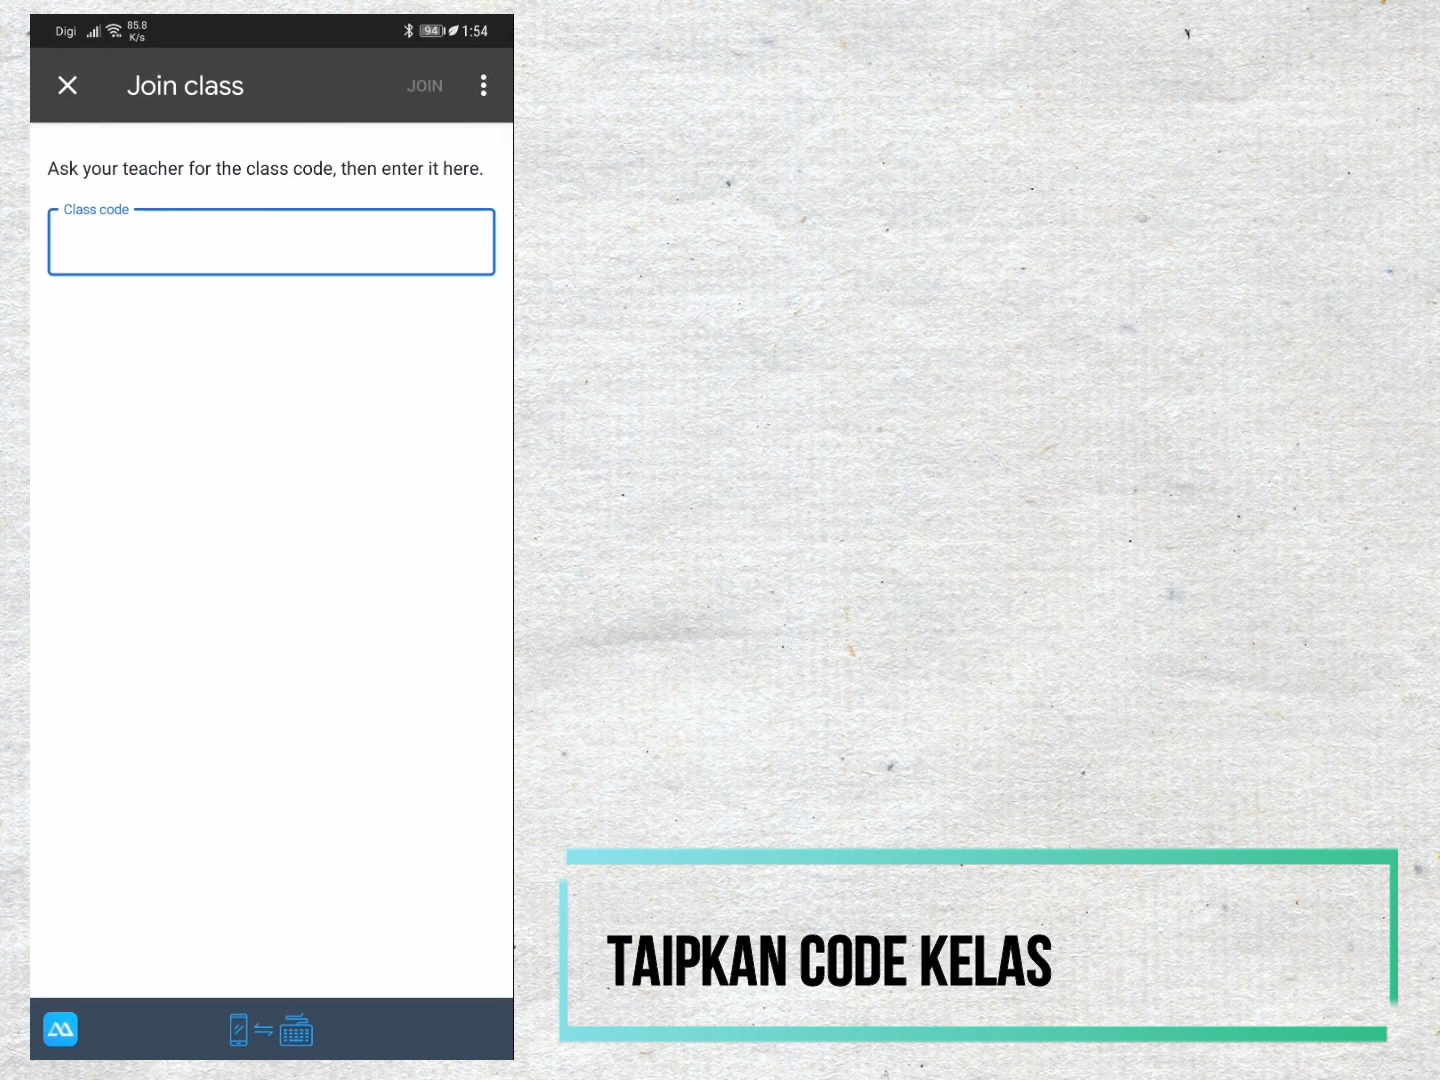 Digi 85.8 K/s 94 1:54
Join class JOIN
Ask your teacher for the class code, then enter it here.
Class code
TAIPKAN CODE KELAS